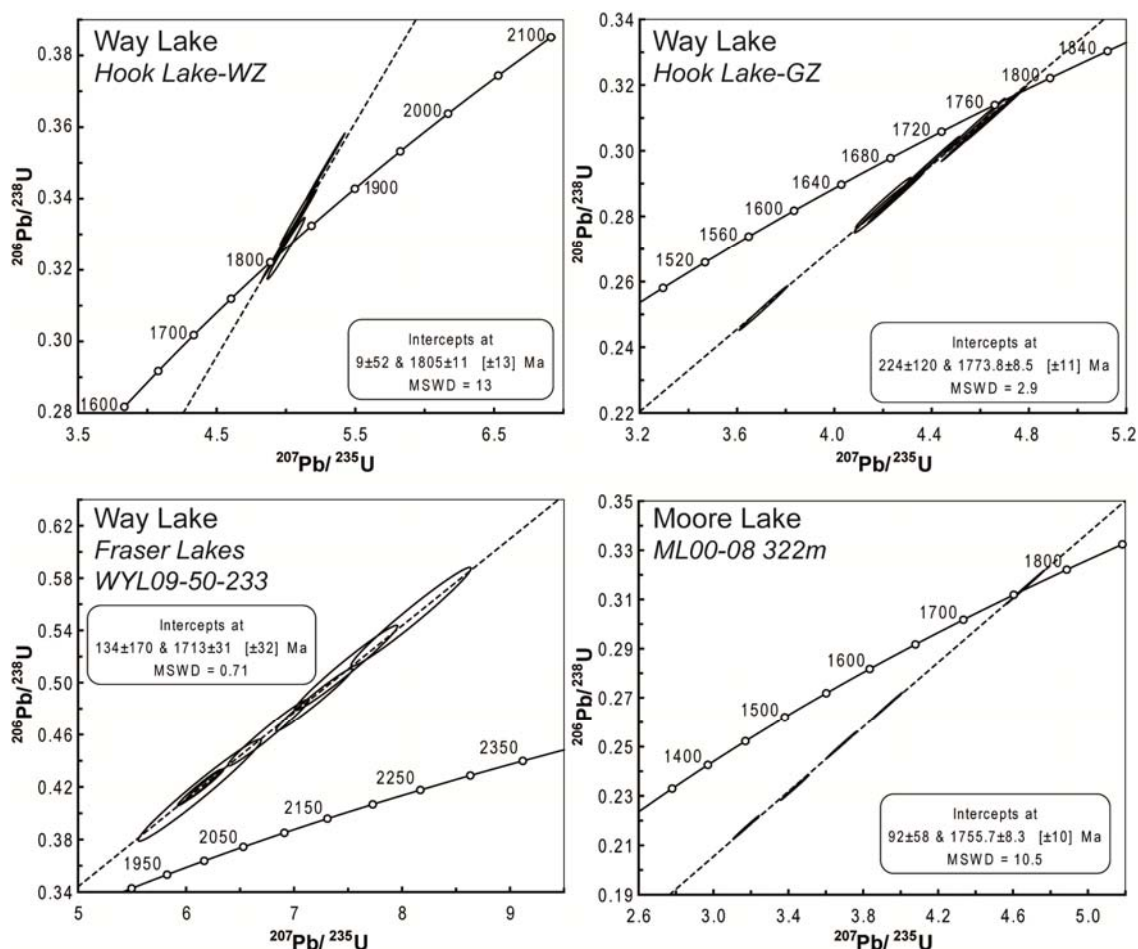 Way Lake
Hook Lake-WZ
0.38
0.36
0.34
0.32
0.30
0.28
²⁰⁶Pb/²³⁸U
2100
2000
1900
1800
1700
1600
Intercepts at
9±52 & 1805±11 [±13] Ma
MSWD = 13
3.5 4.5 5.5 6.5
²⁰⁷Pb/ ²³⁵U
Way Lake
Hook Lake-GZ
0.34
0.32
0.30
0.28
0.26
0.24
0.22
²⁰⁶Pb/²³⁸U
1840
1800
1760
1720
1680
1640
1600
1560
1520
Intercepts at
224±120 & 1773.8±8.5 [±11] Ma
MSWD = 2.9
3.2 3.6 4.0 4.4 4.8 5.2
²⁰⁷Pb/ ²³⁵U
Way Lake
Fraser Lakes
WYL09-50-233
0.62
0.58
0.54
0.50
0.46
0.42
0.38
0.34
²⁰⁶Pb/²³⁸U
Intercepts at
134±170 & 1713±31 [±32] Ma
MSWD = 0.71
2350
2250
2150
2050
1950
5 6 7 8 9
²⁰⁷Pb/ ²³⁵U
Moore Lake
ML00-08 322m
0.35
0.33
0.31
0.29
0.27
0.25
0.23
0.21
0.19
²⁰⁶Pb/²³⁸U
1800
1700
1600
1500
1400
Intercepts at
92±58 & 1755.7±8.3 [±10] Ma
MSWD = 10.5
2.6 3.0 3.4 3.8 4.2 4.6 5.0
²⁰⁷Pb/ ²³⁵U